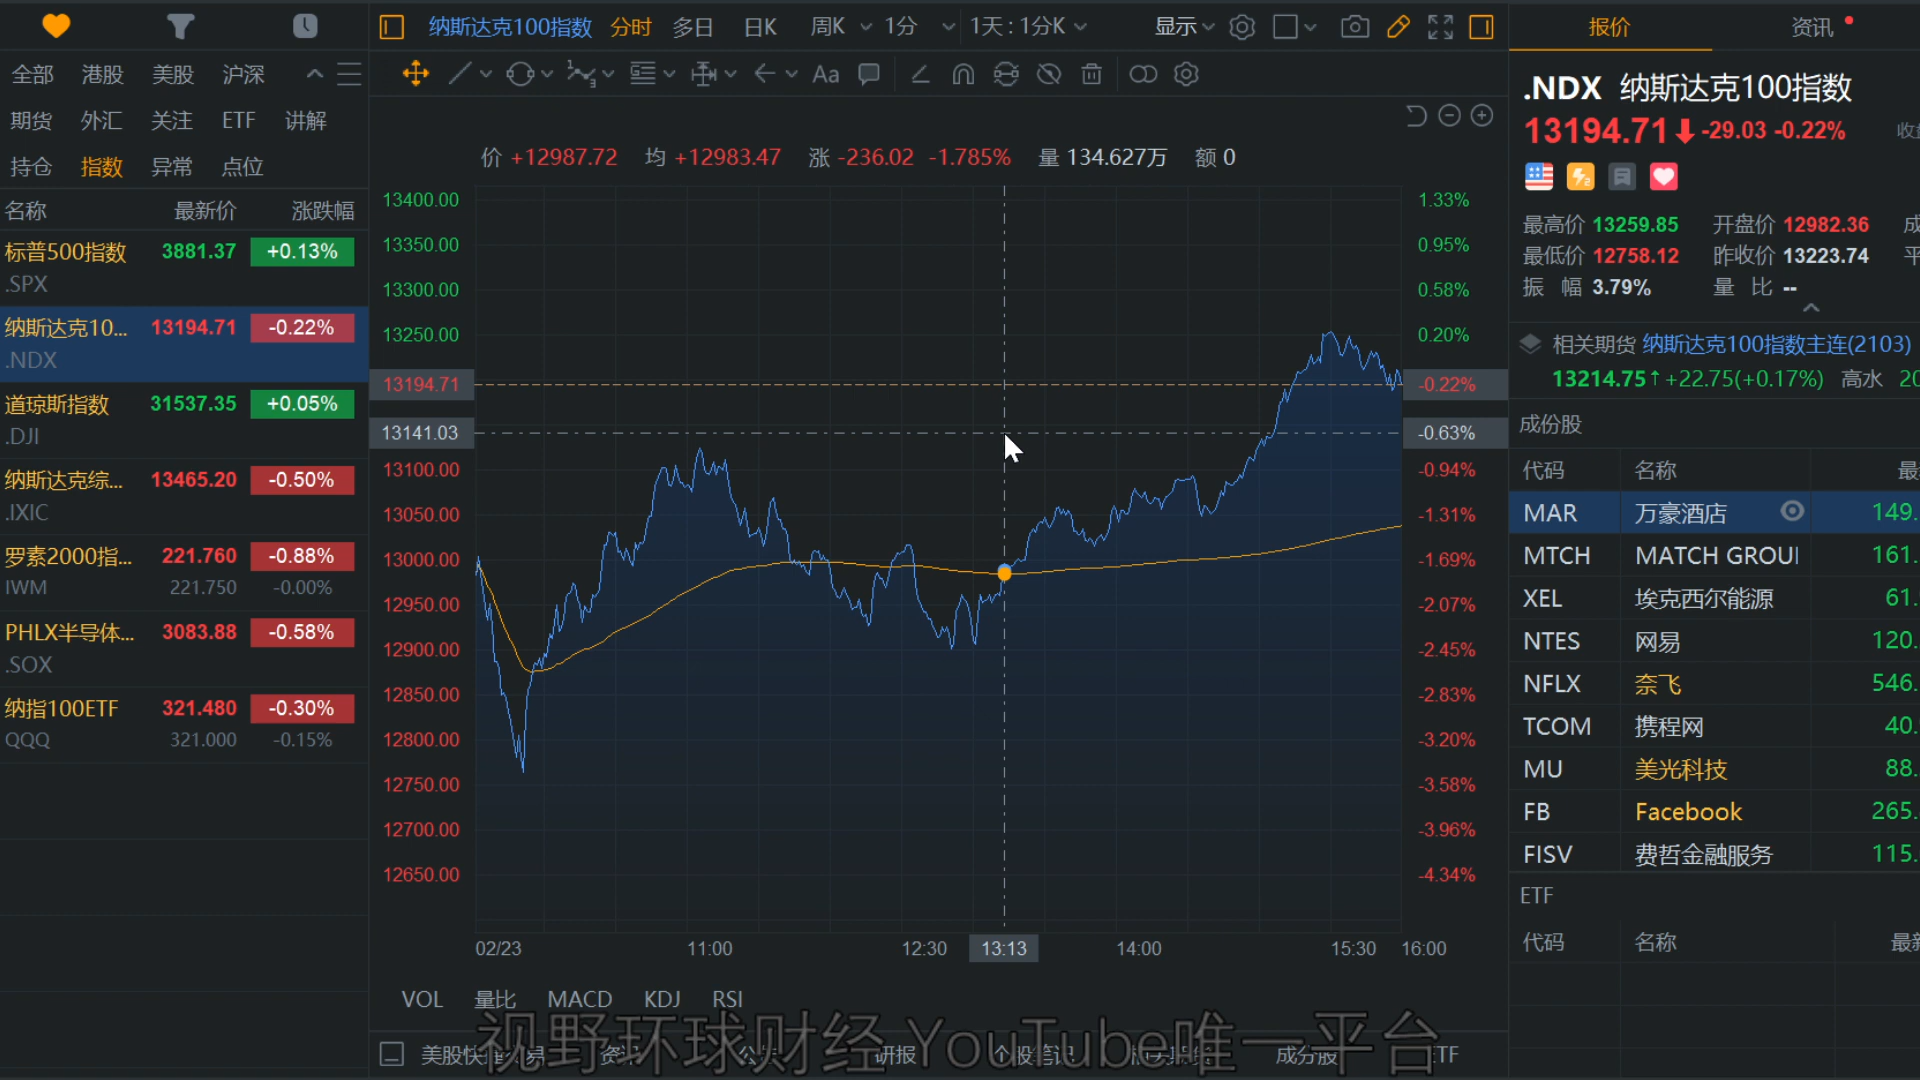 纳斯达克100指数 分时 多日 日K 周K 1分 1天 : 1分K 显示
报价 资讯
全部 港股 美股 沪深
期货 外汇 关注 ETF 讲解
持仓 指数 异常 点位
名称 最新价 涨跌幅
标普500指数 3881.37 +0.13%
.SPX
纳斯达克10... 13194.71 -0.22%
.NDX
道琼斯指数 31537.35 +0.05%
.DJI
纳斯达克综... 13465.20 -0.50%
.IXIC
罗素2000指... 221.760 -0.88%
IWM 221.750 -0.00%
PHLX半导体... 3083.88 -0.58%
.SOX
纳指100ETF 321.480 -0.30%
QQQ 321.000 -0.15%
Aa
价 +12987.72 均 +12983.47 涨 -236.02 -1.785% 量 134.627万 额 0
13400.00 1.33%
13350.00 0.95%
13300.00 0.58%
13250.00 0.20%
13194.71 -0.22%
13141.03 -0.63%
13100.00 -0.94%
13050.00 -1.31%
13000.00 -1.69%
12950.00 -2.07%
12900.00 -2.45%
12850.00 -2.83%
12800.00 -3.20%
12750.00 -3.58%
12700.00 -3.96%
12650.00 -4.34%
02/23 11:00 12:30 13:13 14:00 15:30 16:00
VOL 量比 MACD KDJ RSI
视野环球财经 YouTube唯一平台
研报 成分股
.NDX 纳斯达克100指数
13194.71 -29.03 -0.22%
最高价 13259.85 开盘价 12982.36
最低价 12758.12 昨收价 13223.74
振 幅 3.79% 量 比 --
相关期货 纳斯达克100指数主连(2103)
13214.75↑+22.75(+0.17%) 高水 20
成份股
代码 名称
MAR 万豪酒店 149.
MTCH MATCH GROUI 161.
XEL 埃克西尔能源 61.
NTES 网易 120.
NFLX 奈飞 546.
TCOM 携程网 40.
MU 美光科技 88.
FB Facebook 265.
FISV 费哲金融服务 115.
ETF
代码 名称